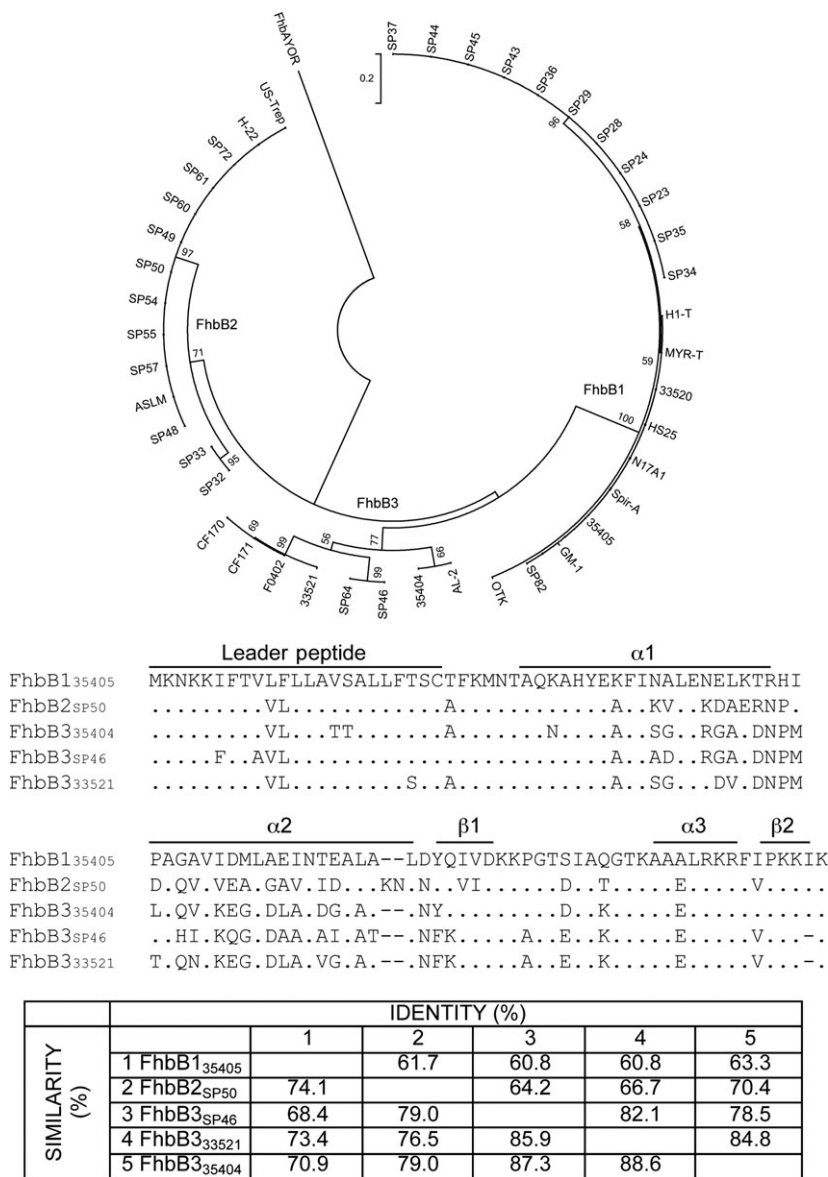 FhbAYOR
SP37
SP44
SP45
SP43
SP36
SP29
SP28
SP24
SP23
SP35
SP34
H1-T
MYR-T
33520
HS25
N17A1
Spir-A
35405
GM-1
SP82
OTK
AL-2
35404
SP46
SP64
33521
F0402
CF171
CF170
SP32
SP33
SP48
ASLM
SP57
SP55
SP54
SP50
SP49
SP60
SP61
SP72
H-22
US-Trep
0.2
96
58
59
100
97
71
95
69
99
56
99
77
99
FhbB2
FhbB1
FhbB3
Leader peptide α1
FhbB135405 MKNKKIFTVLFLLAVSALLFTSCTFKMNTAQKAHYEKFINALENELKTRHI
FhbB2SP50 .........VL............A............A..KV..KDAERNP.
FhbB335404 .........VL...TT.......A.......N....A..SG..RGA.DNPM
FhbB3SP46 .....F..AVL.........................A..AD..RGA.DNPM
FhbB333521 .........VL.........S..A............A..SG...DV.DNPM
α2 β1 α3 β2
FhbB135405 PAGAVIDMLAEINTEALA--LDYQIVDKKPGTSIAQGTKAAALRKRFIPKKIK
FhbB2SP50 D.QV.VEA.GAV.ID...KN.N..VI......D..T.....E.....V.....
FhbB335404 L.QV.KEG.DLA.DG.A.--.NY.........D..K.....E...........
FhbB3SP46 ..HI.KQG.DAA.AI.AT--.NFK.....A..E..K.....E.....V...-.
FhbB333521 T.QN.KEG.DLA.VG.A.--.NFK.....A..E..K.....E.....V...-.
IDENTITY (%)
SIMILARITY (%)
1 2 3 4 5
1 FhbB135405 61.7 60.8 60.8 63.3
2 FhbB2SP50 74.1 64.2 66.7 70.4
3 FhbB3SP46 68.4 79.0 82.1 78.5
4 FhbB333521 73.4 76.5 85.9 84.8
5 FhbB335404 70.9 79.0 87.3 88.6